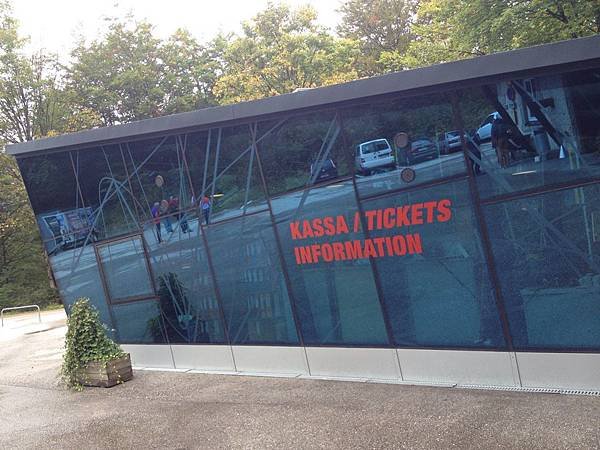 KASSA / TICKETS
INFORMATION